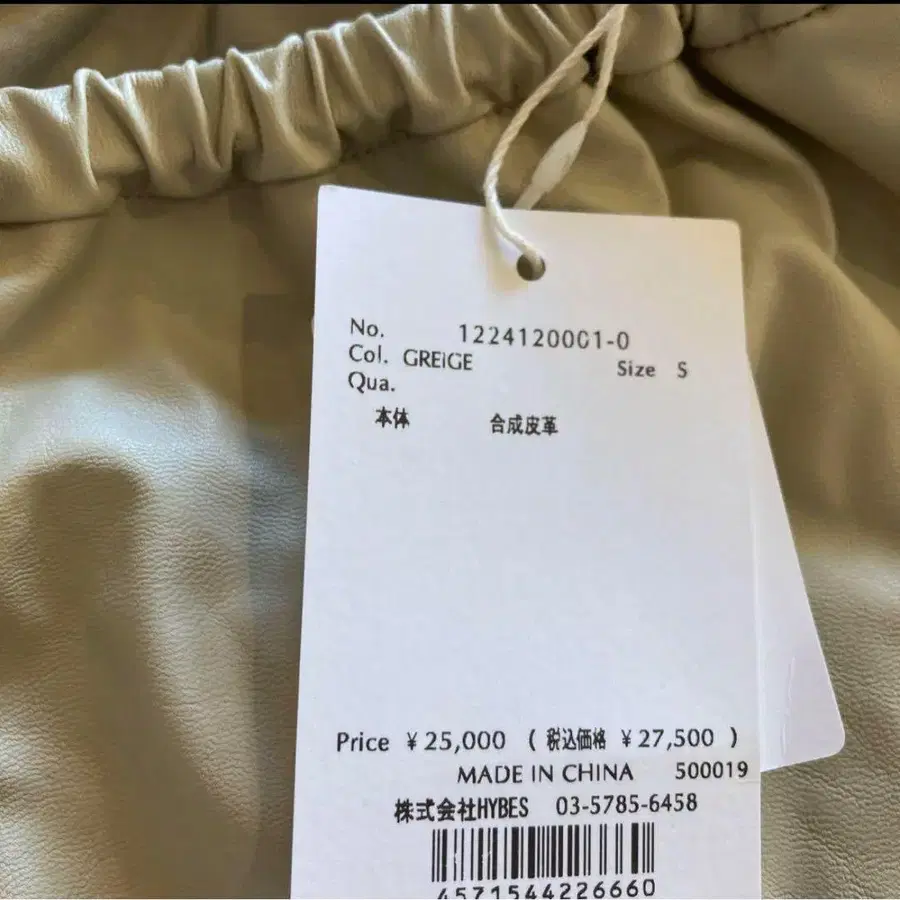 No. 1224120001-0
Col. GREIGE Size S
Qua.
本体 合成皮革
Price ¥25,000 ( 税込価格 ¥27,500 )
MADE IN CHINA 500019
株式会社HYBES 03-5785-6458
4571544226660